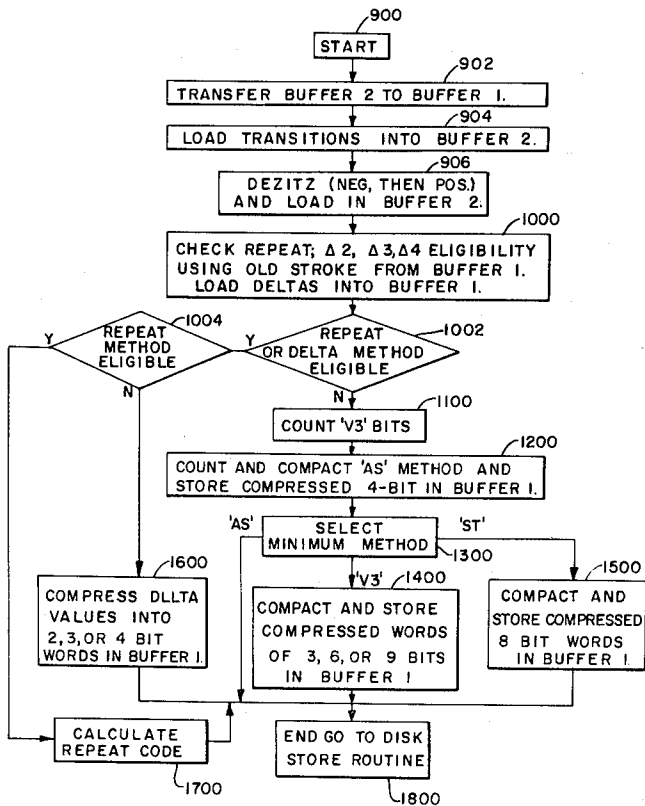 900
START
902
TRANSFER BUFFER 2 TO BUFFER 1.
904
LOAD TRANSITIONS INTO BUFFER 2.
906
DEZITZ (NEG, THEN POS.)
AND LOAD IN BUFFER 2.
1000
CHECK REPEAT; Δ2, Δ3, Δ4 ELIGIBILITY
USING OLD STROKE FROM BUFFER 1.
LOAD DELTAS INTO BUFFER 1.
1004
Y
REPEAT
METHOD
ELIGIBLE
N
1002
Y
REPEAT
OR DELTA METHOD
ELIGIBLE
N
1100
COUNT 'V3' BITS
1200
COUNT AND COMPACT 'AS' METHOD AND
STORE COMPRESSED 4-BIT IN BUFFER 1.
'AS'
SELECT
MINIMUM METHOD
'ST'
1300
'V3'
1600
COMPRESS DLLTA
VALUES INTO
2,3, OR 4 BIT
WORDS IN BUFFER 1.
1400
COMPACT AND STORE
COMPRESSED WORDS
OF 3, 6, OR 9 BITS
IN BUFFER 1
1500
COMPACT AND
STORE COMPRESSED
8 BIT WORDS
IN BUFFER 1.
CALCULATE
REPEAT CODE
1700
END GO TO DISK
STORE ROUTINE
1800